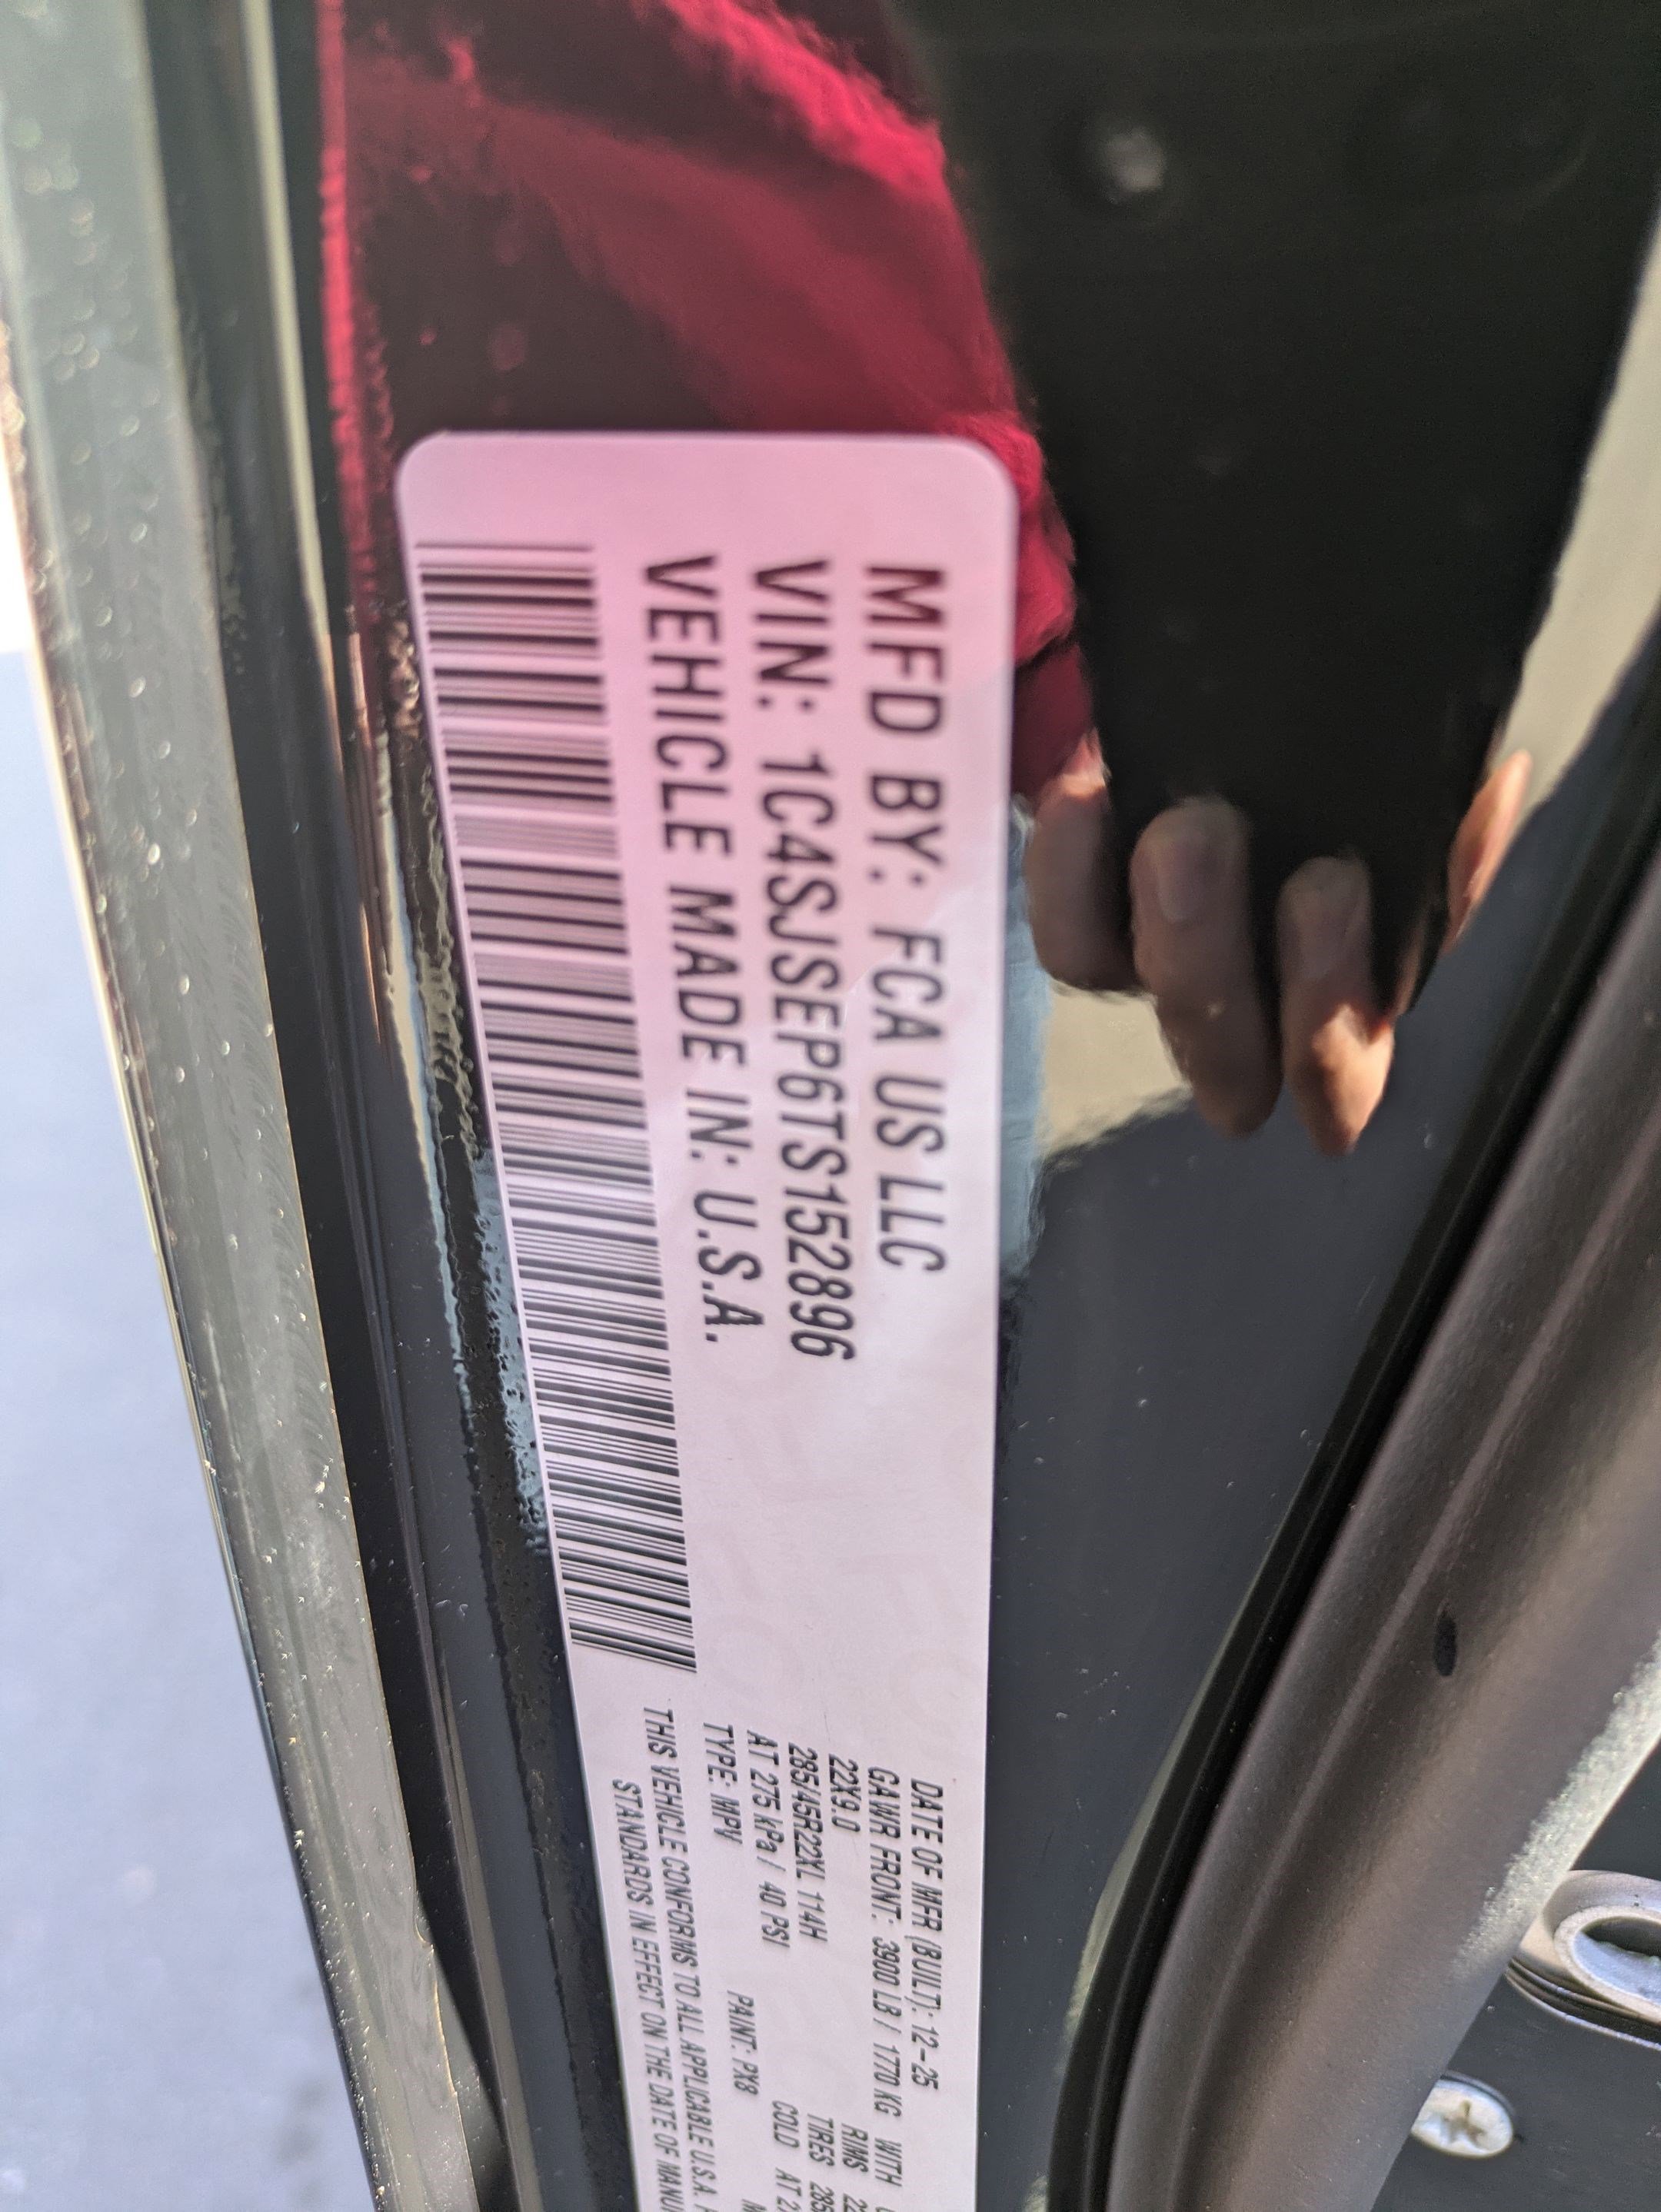 MFD BY: FCA US LLC
VIN: 1C4SJSEP6TS152896
VEHICLE MADE IN: U.S.A.
DATE OF MFR (BUILT): 12-25
GAWR FRONT: 3900 LB / 1770 KG WITH
22X9.0 RIMS
285/45R22XL 114H TIRES
AT 275 kPa / 40 PSI COLD AT
TYPE: MPV PAINT: PX8
THIS VEHICLE CONFORMS TO ALL APPLICABLE U.S.A.
STANDARDS IN EFFECT ON THE DATE OF